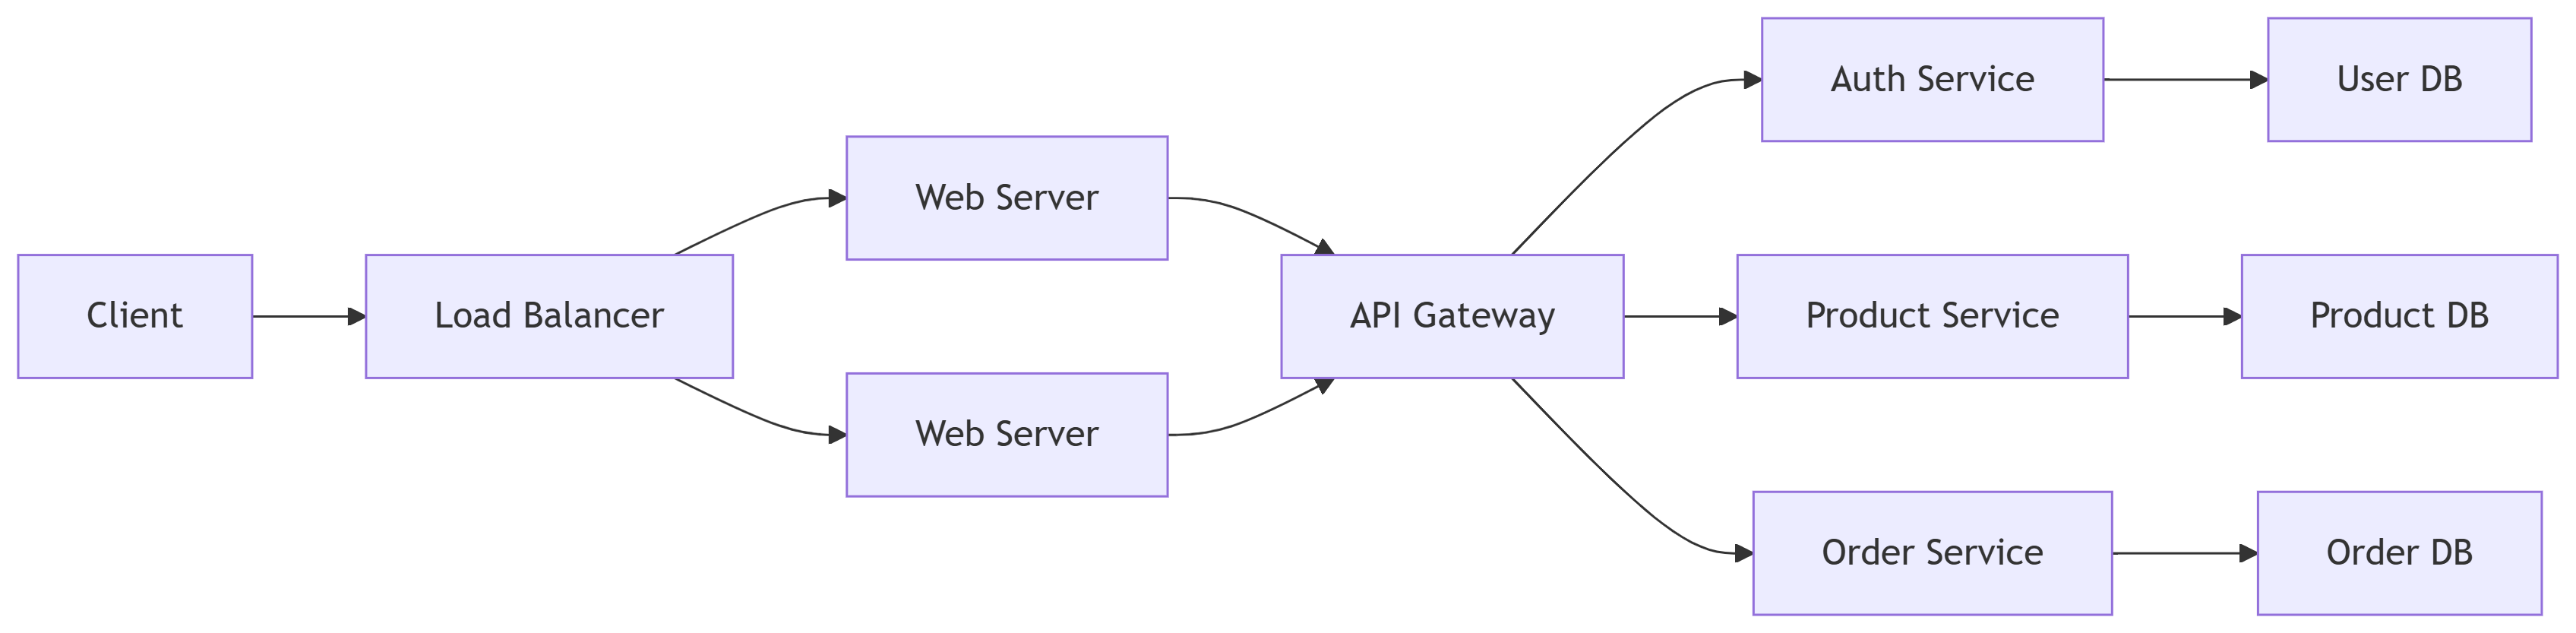 Client
Load Balancer
Web Server
Web Server
API Gateway
Auth Service
Product Service
Order Service
User DB
Product DB
Order DB